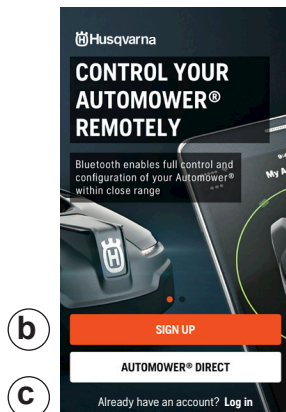 Husqvarna
CONTROL YOUR
AUTOMOWER®
REMOTELY
Bluetooth enables full control and
configuration of your Automower®
within close range
My A
b
SIGN UP
AUTOMOWER® DIRECT
c
Already have an account? Log in